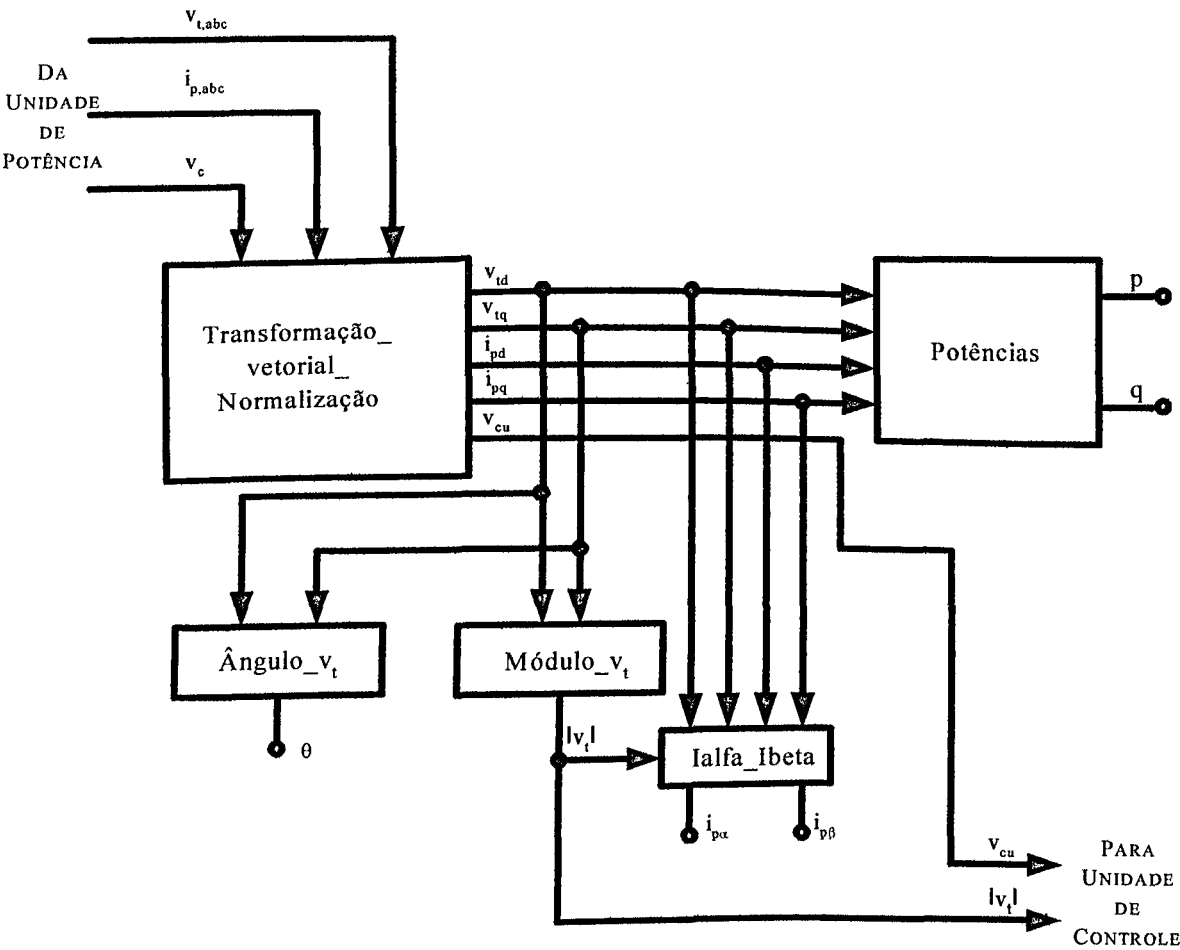 v_t,abc
DA
UNIDADE
DE
POTÊNCIA
i_p,abc
v_c
Transformação_
vetorial_
Normalização
v_td
v_tq
i_pd
i_pq
v_cu
Potências
p
q
Ângulo_v_t
θ
Módulo_v_t
|v_t|
Ialfa_Ibeta
i_pα
i_pβ
v_cu
|v_t|
PARA
UNIDADE
DE
CONTROLE